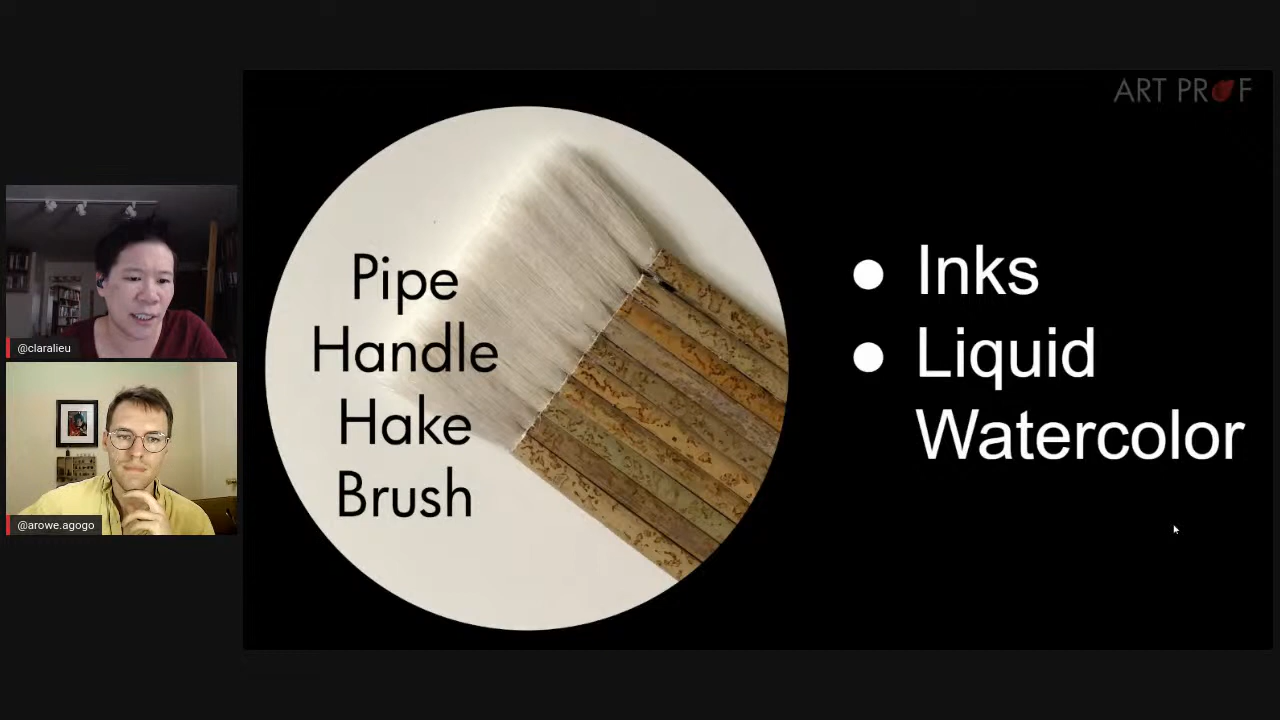 ART PROF
Pipe
Handle
Hake
Brush
● Inks
● Liquid
Watercolor
@claralieu
@arowe.agogo